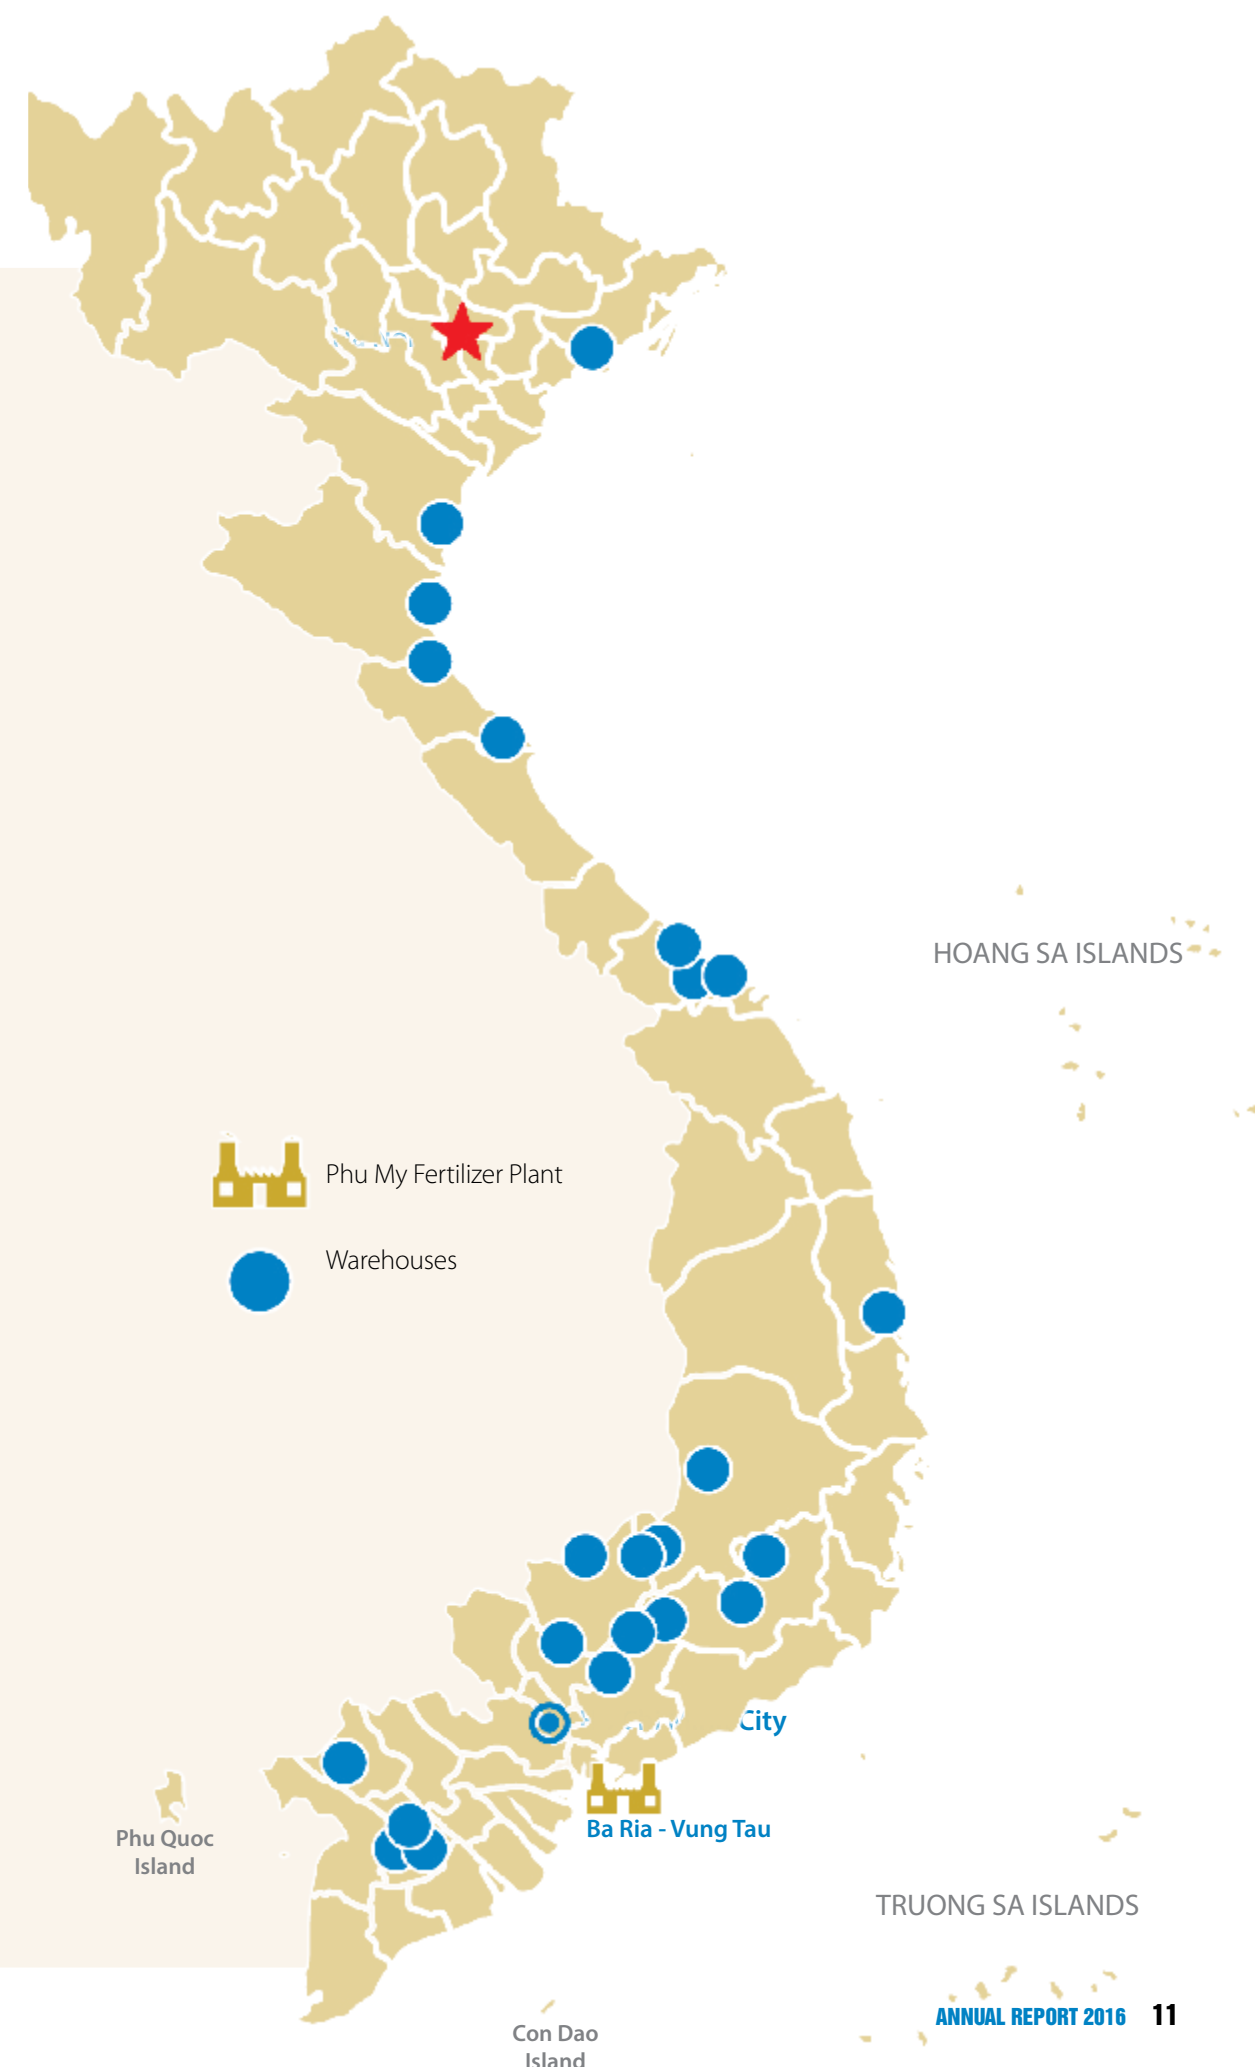 HOANG SA ISLANDS
Phu My Fertilizer Plant
Warehouses
City
Ba Ria - Vung Tau
Phu Quoc
Island
TRUONG SA ISLANDS
ANNUAL REPORT 2016 11
Con Dao
Island